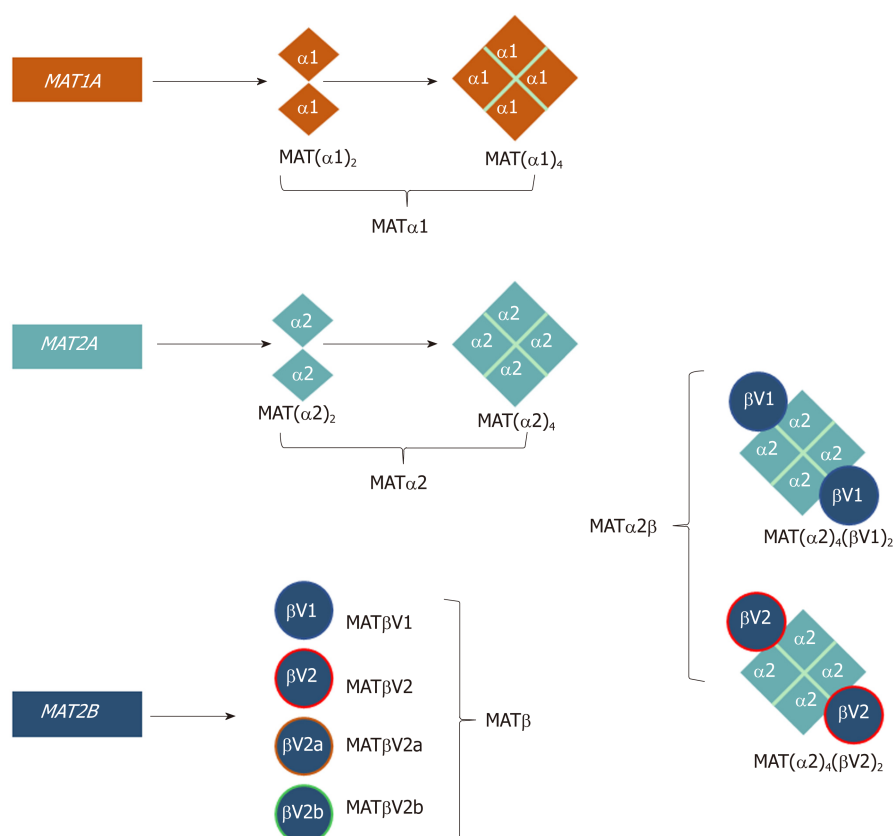 MAT1A
α1
α1
MAT(α1)₂
α1
α1
α1
α1
MAT(α1)₄
MATα1
MAT2A
α2
α2
MAT(α2)₂
α2
α2
α2
α2
MAT(α2)₄
MATα2
MAT2B
βV1
MATβV1
βV2
MATβV2
βV2a
MATβV2a
βV2b
MATβV2b
MATβ
MATα2β
βV1
α2
α2
α2
α2
βV1
MAT(α2)₄(βV1)₂
βV2
α2
α2
α2
α2
βV2
MAT(α2)₄(βV2)₂